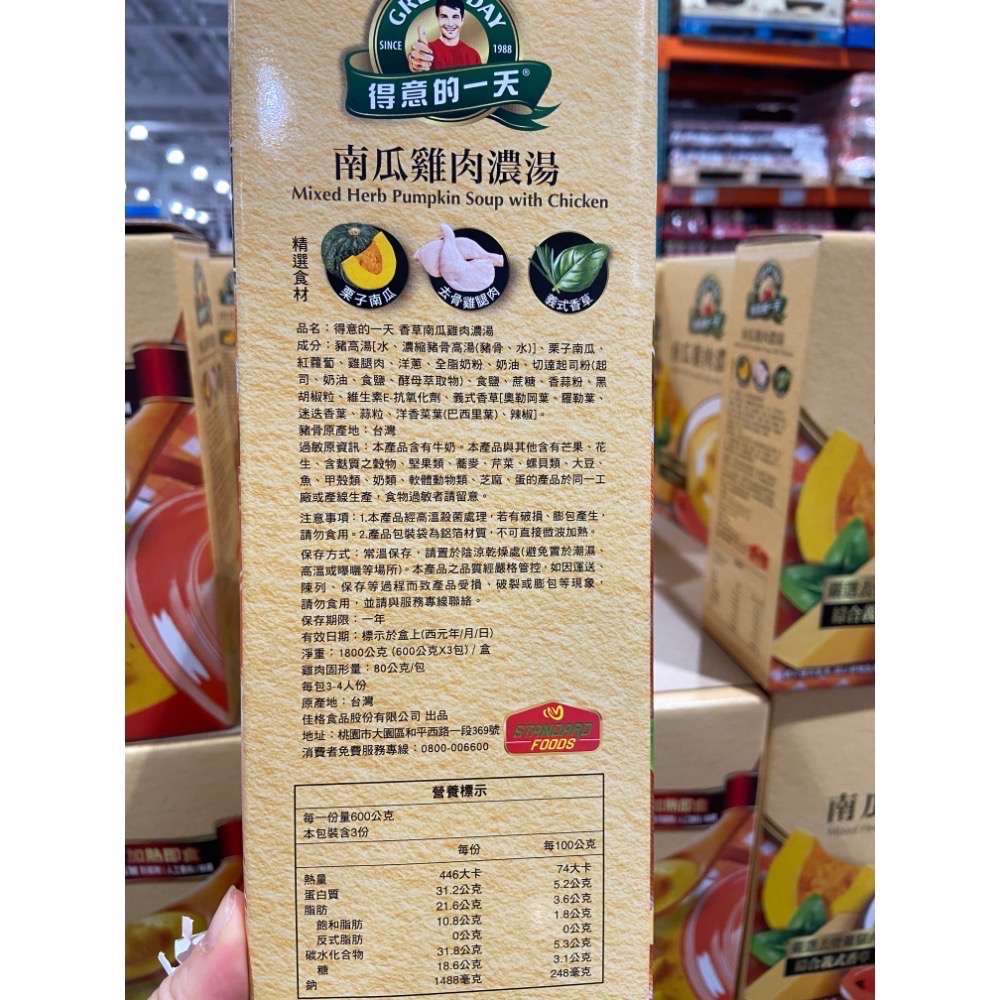 GREAT DAY
SINCE 1988
得意的一天®
南瓜雞肉濃湯
Mixed Herb Pumpkin Soup with Chicken
精選食材
栗子南瓜
去骨雞腿肉
義式香草
品名：得意的一天 香草南瓜雞肉濃湯
成分：豬高湯[水、濃縮豬骨高湯(豬骨、水)]、栗子南瓜、
紅蘿蔔、雞腿肉、洋蔥、全脂奶粉、奶油、切達起司粉(起
司、奶油、食鹽、酵母萃取物)、食鹽、蔗糖、香蒜粉、黑
胡椒粒、維生素E-抗氧化劑、義式香草[奧勒岡葉、羅勒葉、
迷迭香葉、蒜粒、洋香菜葉(巴西里葉)、辣椒]。
豬骨原產地：台灣
過敏原資訊：本產品含有牛奶。本產品與其他含有芒果、花
生、含麩質之穀物、堅果類、蕎麥、芹菜、螺貝類、大豆、
魚、甲殼類、奶類、軟體動物類、芝麻、蛋的產品於同一工
廠或產線生產，食物過敏者請留意。
注意事項：1.本產品經高溫殺菌處理，若有破損、膨包產生，
請勿食用。2.產品包裝袋為鋁箔材質，不可直接微波加熱。
保存方式：常溫保存，請置於陰涼乾燥處(避免置於潮濕、
高溫或曝曬等場所)。本產品之品質經嚴格管控，如因運送、
陳列、保存等過程而致產品受損、破裂或膨包等現象，
請勿食用，並請與服務專線聯絡。
保存期限：一年
有效日期：標示於盒上(西元年/月/日)
淨重：1800公克 (600公克X3包) / 盒
雞肉固形量：80公克/包
每包3-4人份
原產地：台灣
佳格食品股份有限公司 出品
地址：桃園市大園區和平西路一段369號
消費者免費服務專線：0800-006600
STANDARD
FOODS
營養標示
每一份量600公克
本包裝含3份
每份 每100公克
熱量 446大卡 74大卡
蛋白質 31.2公克 5.2公克
脂肪 21.6公克 3.6公克
飽和脂肪 10.8公克 1.8公克
反式脂肪 0公克 0公克
碳水化合物 31.8公克 5.3公克
糖 18.6公克 3.1公克
鈉 1488毫克 248毫克